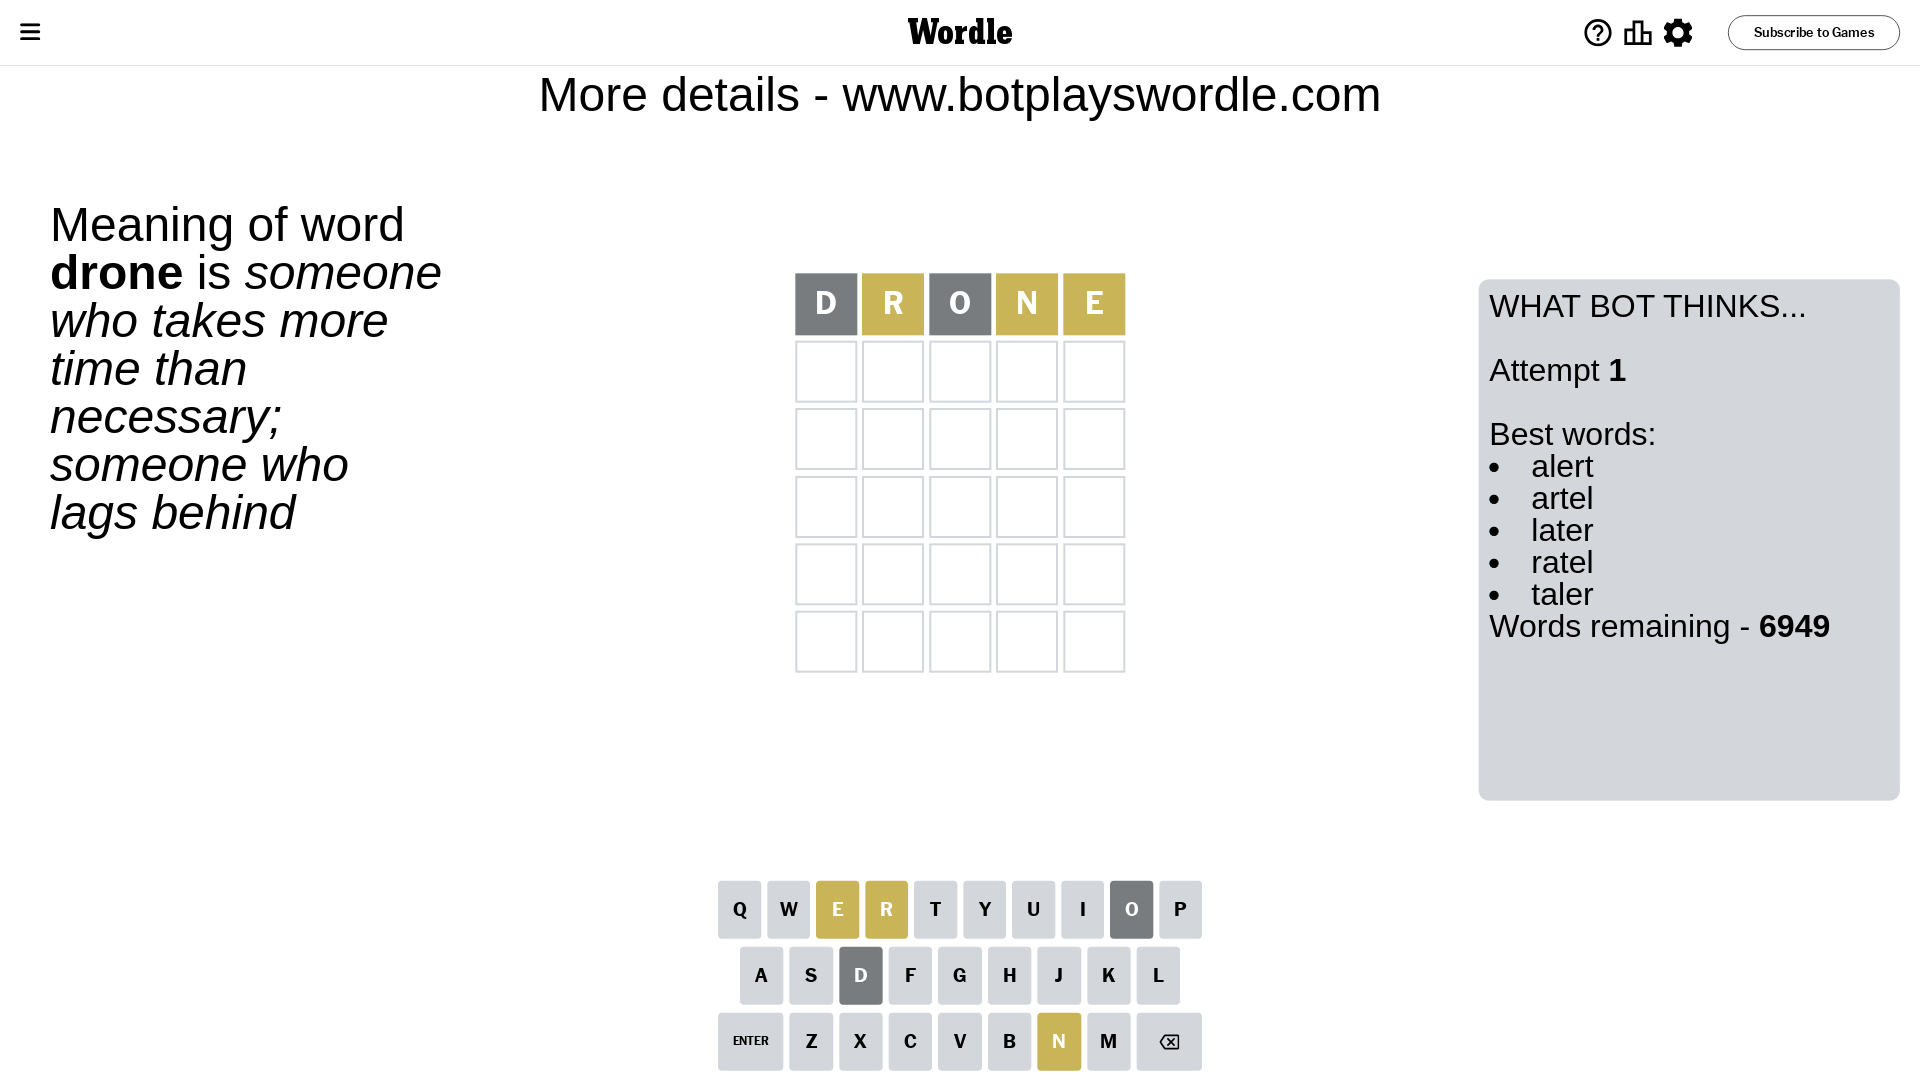 Wordle
Subscribe to Games
More details - www.botplayswordle.com
Meaning of word
drone is someone
who takes more
time than
necessary;
someone who
lags behind
D R O N E
WHAT BOT THINKS...
Attempt 1
Best words:
• alert
• artel
• later
• ratel
• taler
Words remaining - 6949
Q W E R T Y U I O P
A S D F G H J K L
ENTER Z X C V B N M